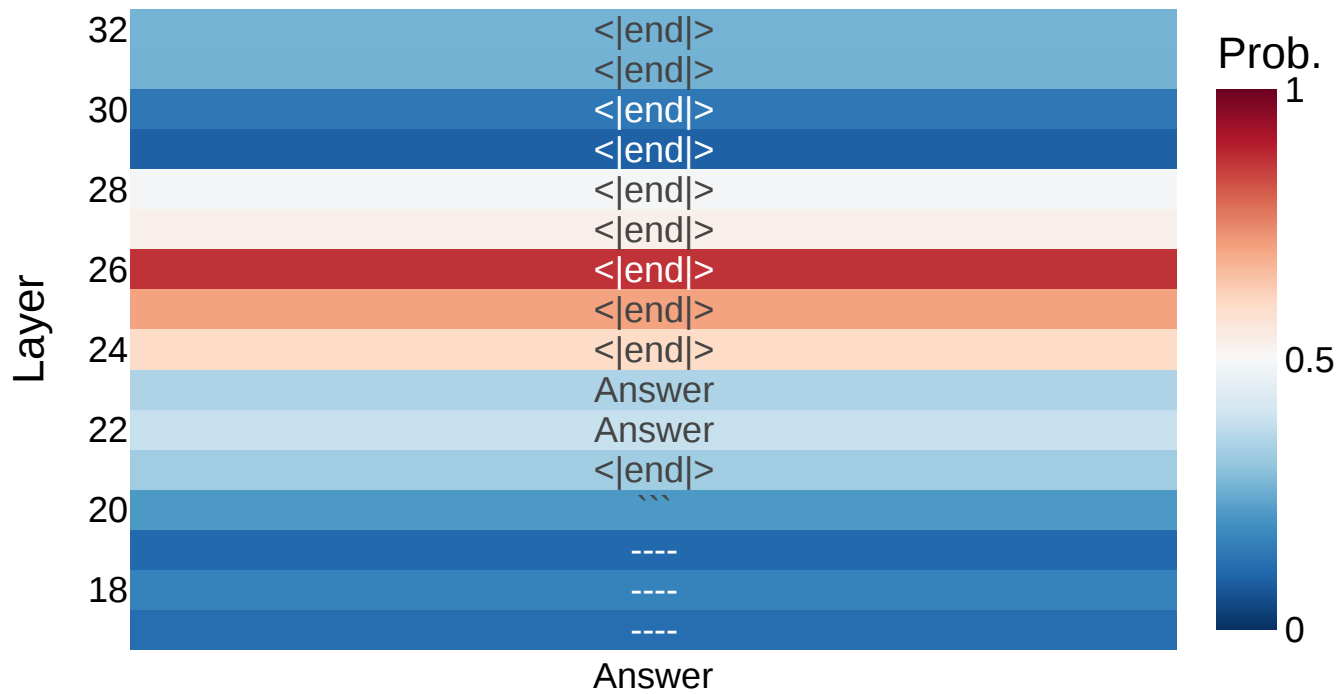 32 <|end|>
<|end|>
Prob.
1
30 <|end|>
<|end|>
28 <|end|>
<|end|>
26 <|end|>
Layer
<|end|>
24 <|end|>
0.5
Answer
22 Answer
<|end|>
20 ```
----
18 ----
----
0
Answer